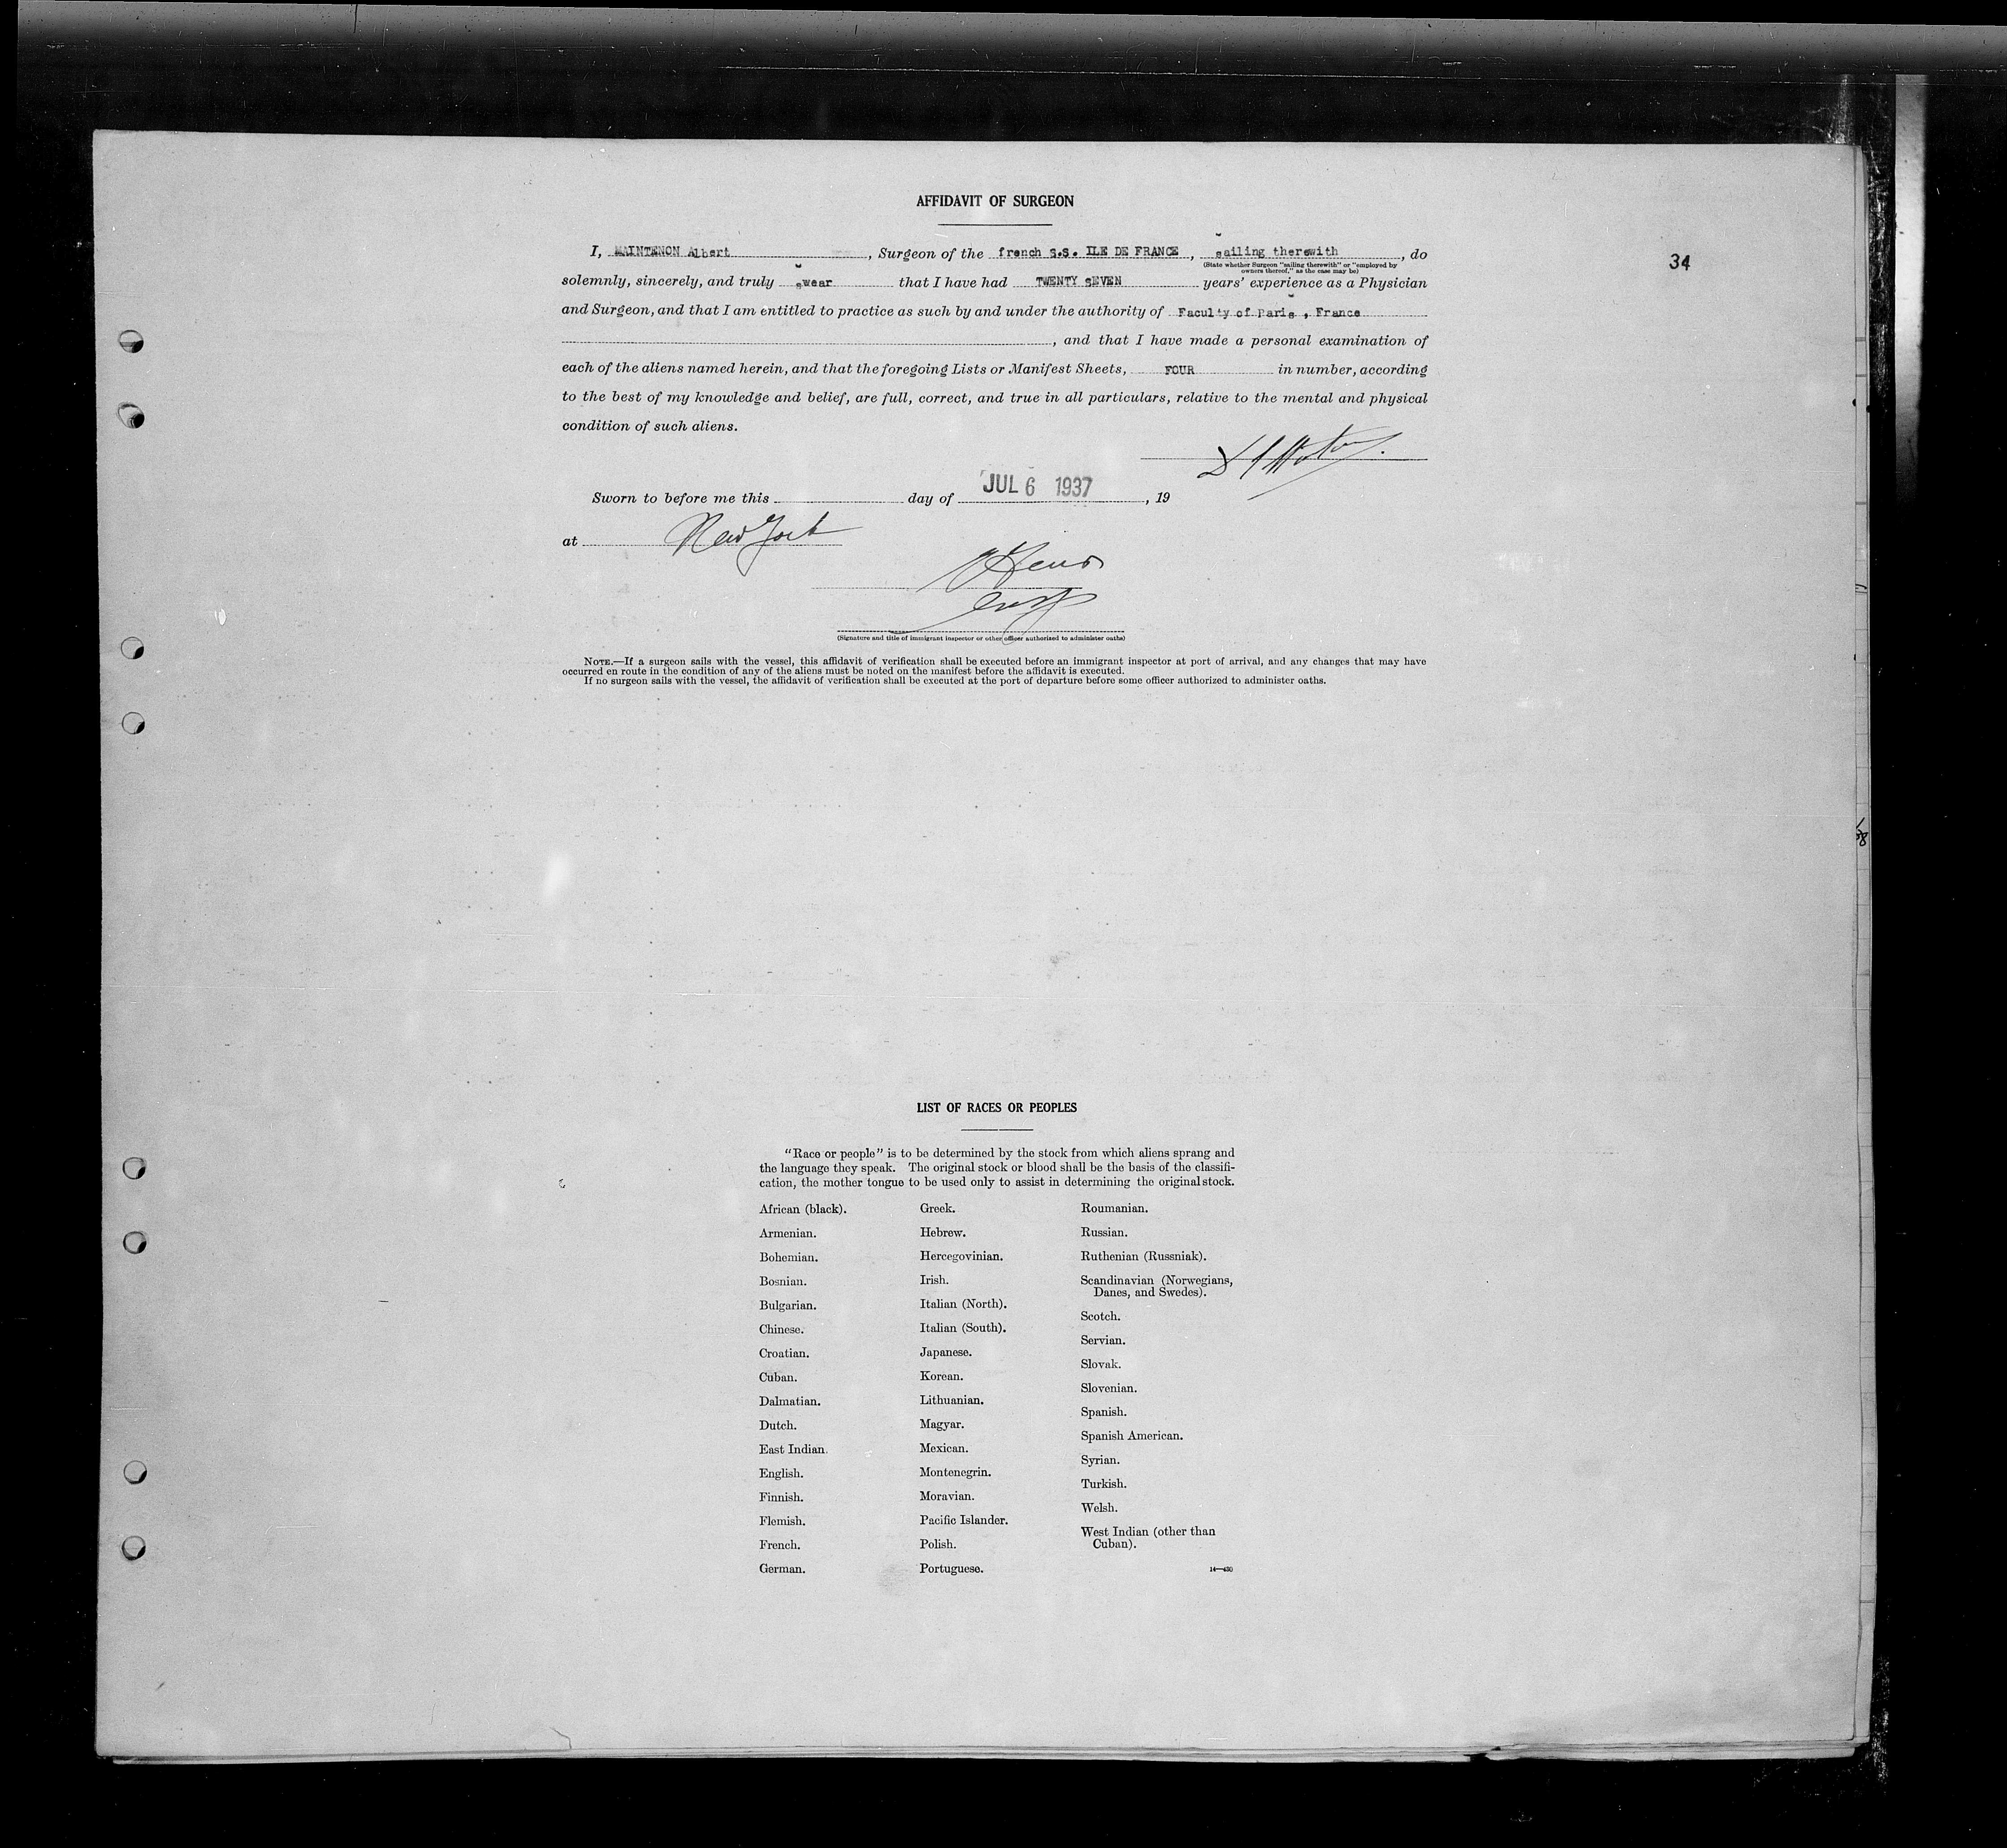 AFFIDAVIT OF SURGEON
34
I, MAINTENON Albert, Surgeon of the french S.S. ILE DE FRANCE, sailing therewith, do
(State whether Surgeon "sailing therewith" or "employed by
owners thereof," as the case may be)
solemnly, sincerely, and truly swear that I have had TWENTY SEVEN years' experience as a Physician
and Surgeon, and that I am entitled to practice as such by and under the authority of Faculty of Paris, France
, and that I have made a personal examination of
each of the aliens named herein, and that the foregoing Lists or Manifest Sheets, FOUR in number, according
to the best of my knowledge and belief, are full, correct, and true in all particulars, relative to the mental and physical
condition of such aliens.
Sworn to before me this day of JUL 6 1937, 19
at New York
(Signature and title of immigrant inspector or other officer authorized to administer oaths)
NOTE.—If a surgeon sails with the vessel, this affidavit of verification shall be executed before an immigrant inspector at port of arrival, and any changes that may have
occurred en route in the condition of any of the aliens must be noted on the manifest before the affidavit is executed.
If no surgeon sails with the vessel, the affidavit of verification shall be executed at the port of departure before some officer authorized to administer oaths.
LIST OF RACES OR PEOPLES
"Race or people" is to be determined by the stock from which aliens sprang and
the language they speak. The original stock or blood shall be the basis of the classifi-
cation, the mother tongue to be used only to assist in determining the original stock.
African (black).
Armenian.
Bohemian.
Bosnian.
Bulgarian.
Chinese.
Croatian.
Cuban.
Dalmatian.
Dutch.
East Indian.
English.
Finnish.
Flemish.
French.
German.
Greek.
Hebrew.
Hercegovinian.
Irish.
Italian (North).
Italian (South).
Japanese.
Korean.
Lithuanian.
Magyar.
Mexican.
Montenegrin.
Moravian.
Pacific Islander.
Polish.
Portuguese.
Roumanian.
Russian.
Ruthenian (Russniak).
Scandinavian (Norwegians,
Danes, and Swedes).
Scotch.
Servian.
Slovak.
Slovenian.
Spanish.
Spanish American.
Syrian.
Turkish.
Welsh.
West Indian (other than
Cuban).
14—430